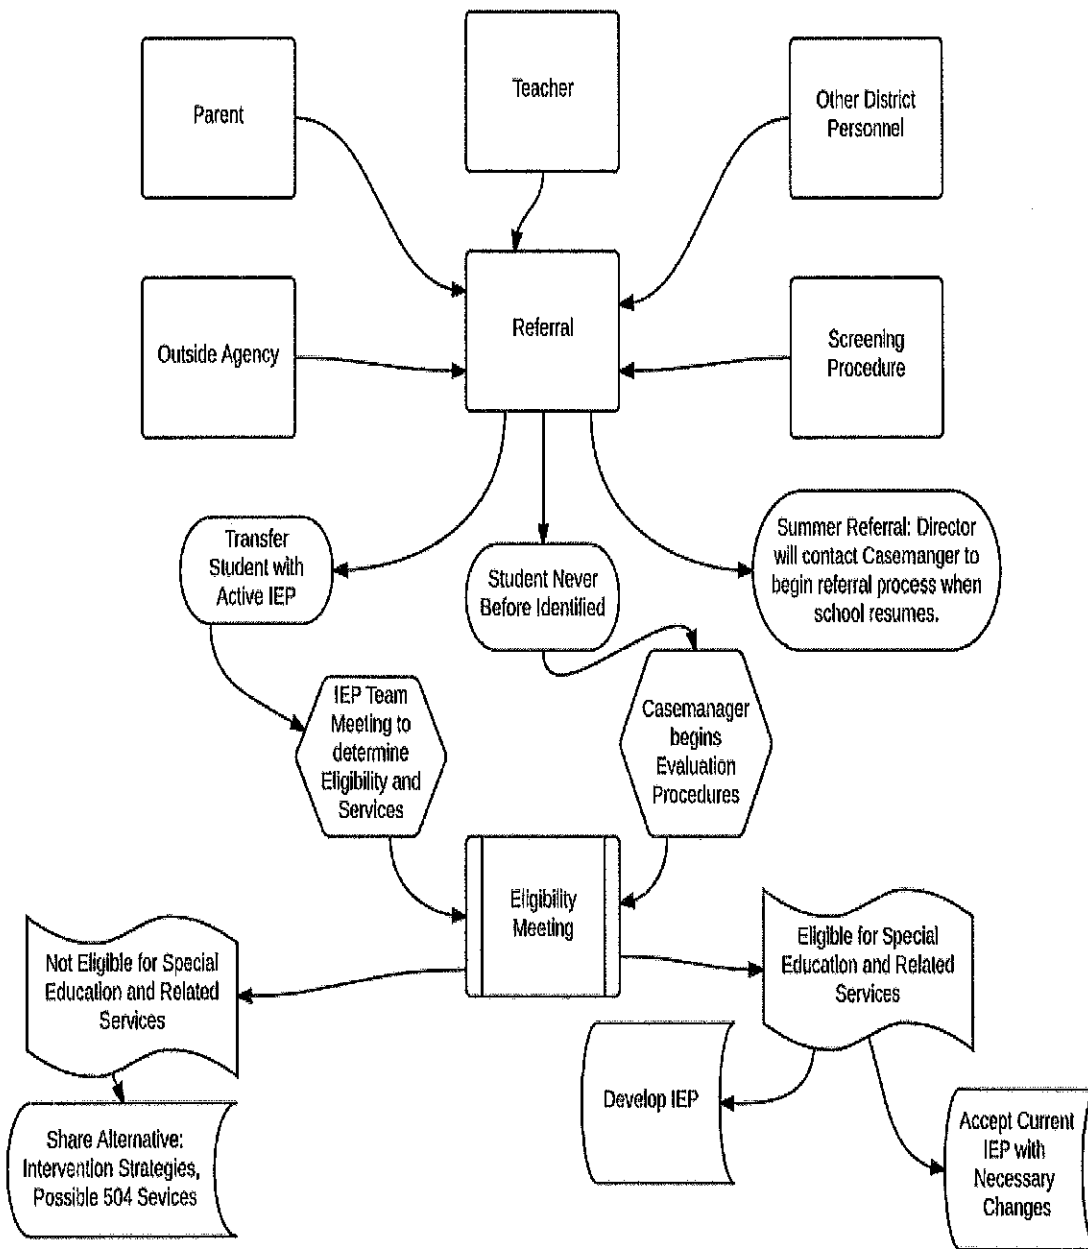 Parent
Teacher
Other District
Personnel
Outside Agency
Referral
Screening
Procedure
Transfer
Student with
Active IEP
Student Never
Before Identified
Summer Referral: Director
will contact Casemanger to
begin referral process when
school resumes.
IEP Team
Meeting to
determine
Eligibility and
Services
Casemanager
begins
Evaluation
Procedures
Eligibility
Meeting
Not Eligible for Special
Education and Related
Services
Eligible for Special
Education and Related
Services
Share Alternative:
Intervention Strategies,
Possible 504 Sevices
Develop IEP
Accept Current
IEP with
Necessary
Changes